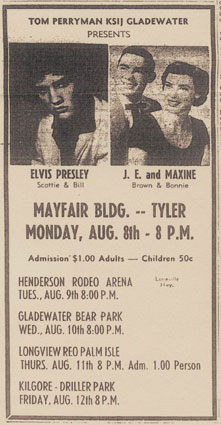 TOM PERRYMAN KSIJ GLADEWATER
PRESENTS
ELVIS PRESLEY
Scottie & Bill
J. E. and MAXINE
Brown & Bonnie
MAYFAIR BLDG. -- TYLER
MONDAY, AUG. 8th - 8 P.M.
Admission $1.00 Adults — Children 50c
HENDERSON RODEO ARENA
TUES., AUG. 9th 8:00 P.M.
Longview
Hwy.
GLADEWATER BEAR PARK
WED., AUG. 10th 8:00 P.M.
LONGVIEW REO PALM ISLE
THURS. AUG. 11th 8 P.M. Adm. 1.00 Person
KILGORE - DRILLER PARK
FRIDAY, AUG. 12th 8 P.M.